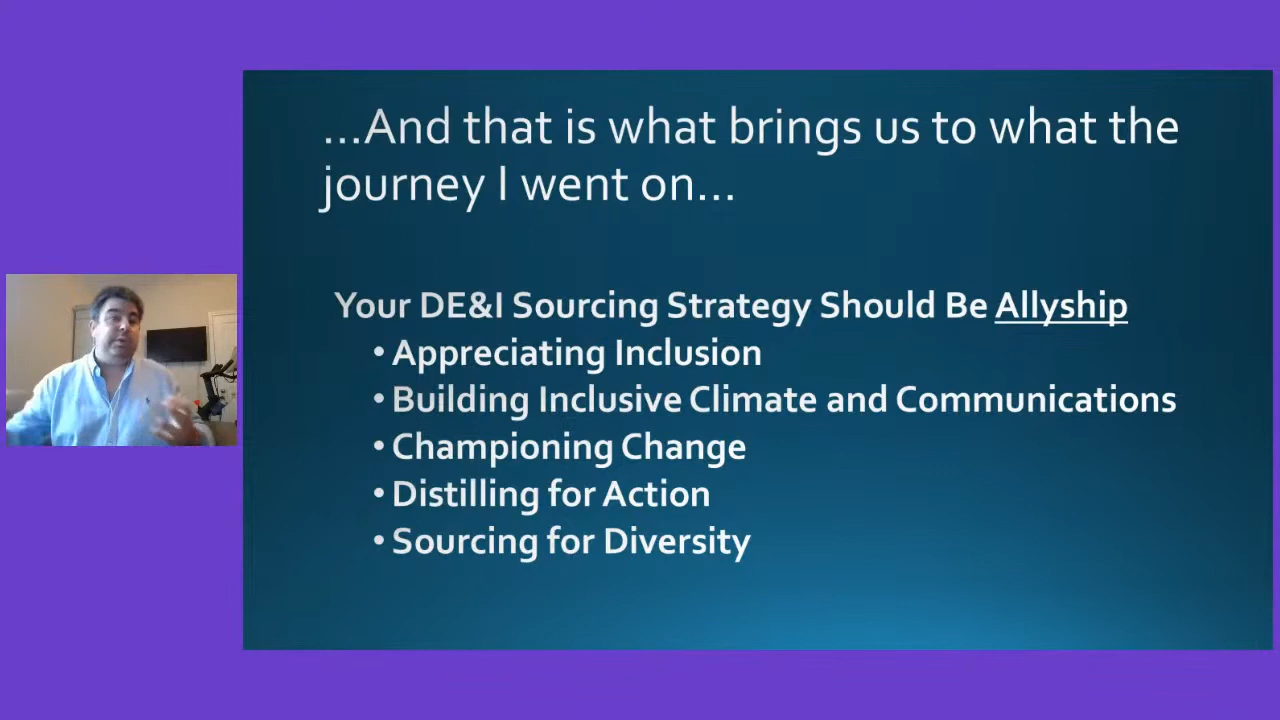 ...And that is what brings us to what the
journey I went on...
Your DE&I Sourcing Strategy Should Be Allyship
• Appreciating Inclusion
• Building Inclusive Climate and Communications
• Championing Change
• Distilling for Action
• Sourcing for Diversity